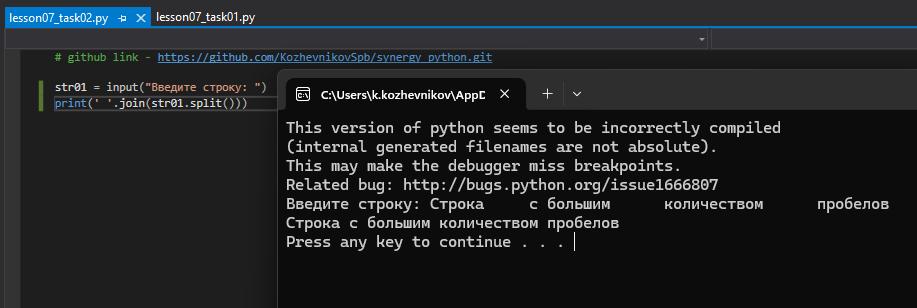 lesson07_task02.py
lesson07_task01.py
# github link - https://github.com/KozhevnikovSpb/synergy_python.git
str01 = input("Введите строку: ")
print(' '.join(str01.split()))
C:\Users\k.kozhevnikov\AppD
This version of python seems to be incorrectly compiled
(internal generated filenames are not absolute).
This may make the debugger miss breakpoints.
Related bug: http://bugs.python.org/issue1666807
Введите строку: Строка     с большим      количеством      пробелов
Строка с большим количеством пробелов
Press any key to continue . . .